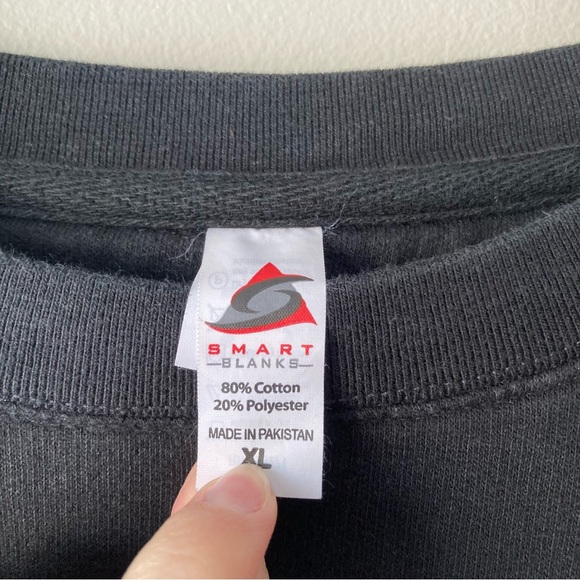 SMART
BLANKS
80% Cotton
20% Polyester
MADE IN PAKISTAN
XL